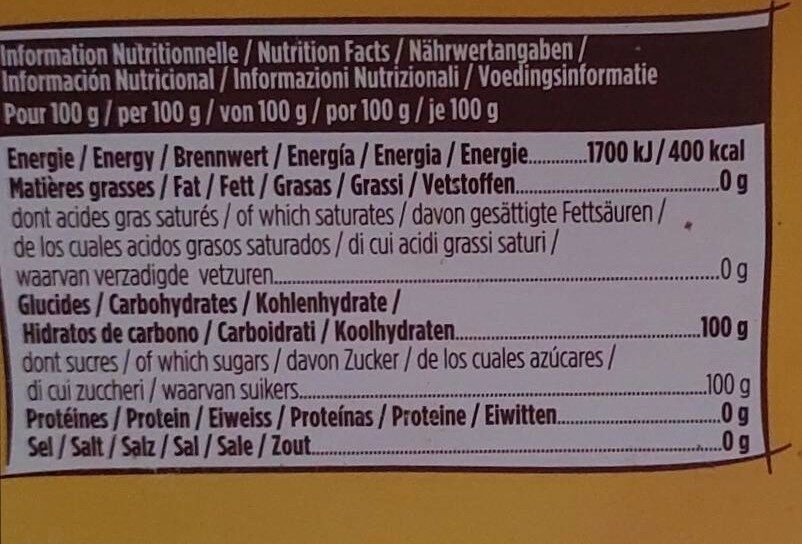 Information Nutritionnelle / Nutrition Facts / Nährwertangaben /
Información Nutricional / Informazioni Nutrizionali / Voedingsinformatie
Pour 100 g / per 100 g / von 100 g / por 100 g / je 100 g
Energie / Energy / Brennwert / Energía / Energia / Energie..............1700 kJ / 400 kcal
Matières grasses / Fat / Fett / Grasas / Grassi / Vetstoffen..............0 g
dont acides gras saturés / of which saturates / davon gesättigte Fettsäuren /
de los cuales acidos grasos saturados / di cui acidi grassi saturi /
waarvan verzadigde vetzuren..............0 g
Glucides / Carbohydrates / Kohlenhydrate /
Hidratos de carbono / Carboidrati / Koolhydraten..............100 g
dont sucres / of which sugars / davon Zucker / de los cuales azúcares /
di cui zuccheri / waarvan suikers..............100 g
Protéines / Protein / Eiweiss / Proteínas / Proteine / Eiwitten..............0 g
Sel / Salt / Salz / Sal / Sale / Zout..............0 g